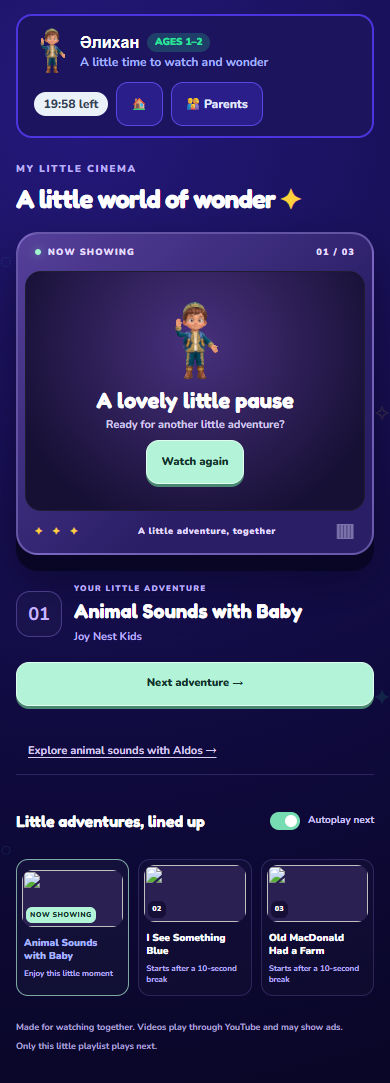 Әлихан AGES 1–2
A little time to watch and wonder
19:58 left
Parents
MY LITTLE CINEMA
A little world of wonder
NOW SHOWING 01 / 03
A lovely little pause
Ready for another little adventure?
Watch again
A little adventure, together
YOUR LITTLE ADVENTURE
01 Animal Sounds with Baby
Joy Nest Kids
Next adventure →
Explore animal sounds with AIdos →
Little adventures, lined up
Autoplay next
NOW SHOWING
Animal Sounds
with Baby
Enjoy this little moment
02
I See Something
Blue
Starts after a 10-second
break
03
Old MacDonald
Had a Farm
Starts after a 10-second
break
Made for watching together. Videos play through YouTube and may show ads.
Only this little playlist plays next.